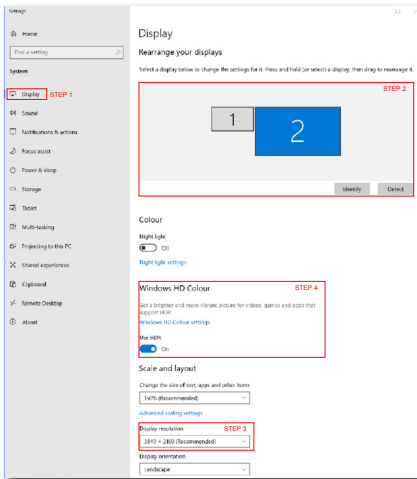 Settings
Home
Find a setting
System
Display STEP 1
Sound
Notifications & actions
Focus assist
Power & sleep
Storage
Tablet
Multi-tasking
Projecting to this PC
Shared experiences
Clipboard
Remote Desktop
About
Display
Rearrange your displays
Select a display below to change the settings for it. Press and hold (or select) a display, then drag to rearrange it.
STEP 2
1 2
Identify Detect
Colour
Night light
Off
Night light settings
Windows HD Colour STEP 4
Get a brighter and more vibrant picture for videos, games and apps that
support HDR.
Windows HD Colour settings
Use HDR
On
Scale and layout
Change the size of text, apps and other items
Advanced scaling settings
Display resolution STEP 3
3840 × 2160 (Recommended)
Display orientation
Landscape